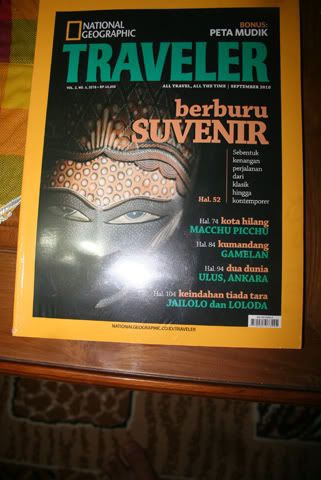 NATIONAL
GEOGRAPHIC
BONUS:
PETA MUDIK
TRAVELER
ALL TRAVEL, ALL THE TIME | SEPTEMBER 2010
berburu
SUVENIR
Sebentuk
kenangan
perjalanan
dari
klasik
hingga
kontemporer
Hal. 52
Hal. 74 kota hilang
MACCHU PICCHU
Hal. 84 kumandang
GAMELAN
Hal. 94 dua dunia
ULUS, ANKARA
Hal. 104 keindahan tiada tara
JAILOLO dan LOLODA
NATIONALGEOGRAPHIC.CO.ID/TRAVELER